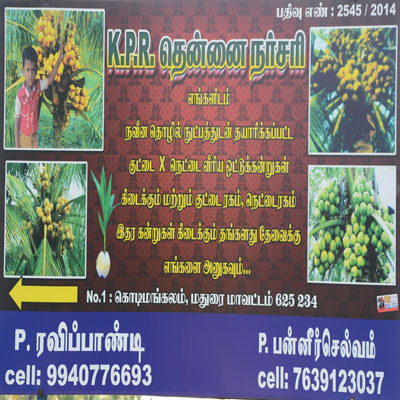 பதிவு எண் : 2545 / 2014
K.P.R. தென்னை நர்சரி
எங்களிடம்
நவீன தொழில் நுட்பத்துடன் தயாரிக்கப்பட்ட
குட்டை X நெட்டை வீரிய ஒட்டுக்கன்றுகள்
கிடைக்கும் மற்றும் குட்டை ரகம், நெட்டைரகம்
இதர கன்றுகள் கிடைக்கும் தங்களது தேவைக்கு
எங்களை அனுகவும்...
No.1 : கொடிமங்கலம், மதுரை மாவட்டம் 625 234
P. ரவிப்பாண்டி
cell: 9940776693
P. பன்னீர்செல்வம்
cell: 7639123037